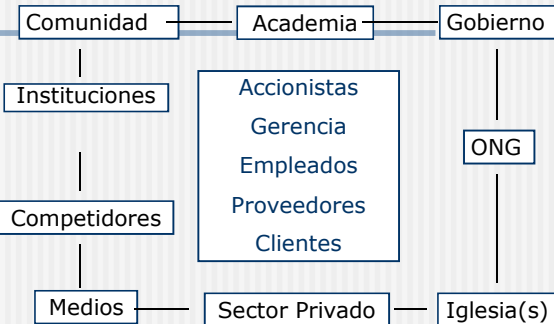 Comunidad
Academia
Gobierno
Instituciones
Accionistas
Gerencia
Empleados
Proveedores
Clientes
ONG
Competidores
Medios
Sector Privado
Iglesia(s)